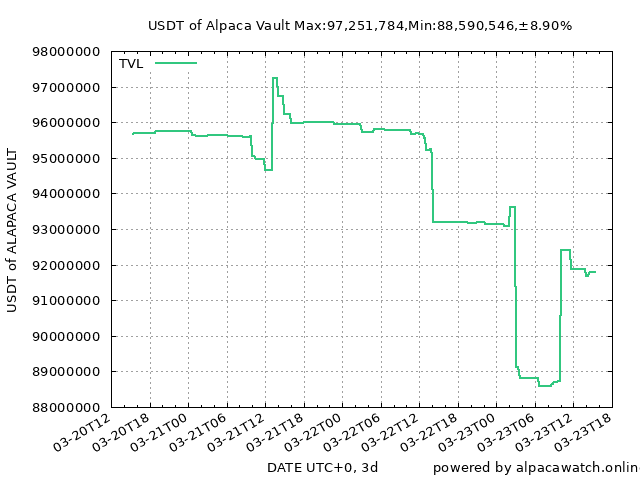 USDT of Alpaca Vault Max:97,251,784,Min:88,590,546,±8.90%
TVL
98000000
97000000
96000000
95000000
94000000
93000000
92000000
91000000
90000000
89000000
88000000
USDT of ALAPACA VAULT
03-20T12
03-20T18
03-21T00
03-21T06
03-21T12
03-21T18
03-22T00
03-22T06
03-22T12
03-22T18
03-23T00
03-23T06
03-23T12
03-23T18
DATE UTC+0, 3d
powered by alpacawatch.onlin